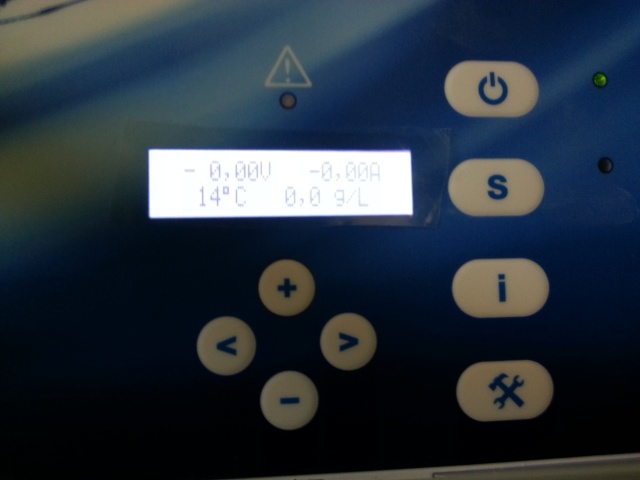 - 0,00V -0,00A
14°C 0,0 g/L
S
i
+
< >
-